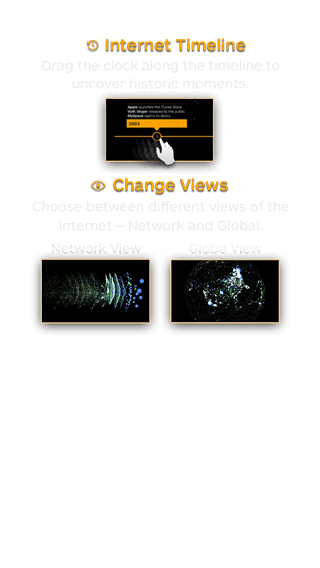 Internet Timeline
Drag the clock along the timeline to
uncover historic moments.
Apple launches the iTunes Store
VoIP, Skype released to the public
MySpace opens its doors
2003
Change Views
Choose between different views of the
Internet – Network and Global.
Network View
Globe View